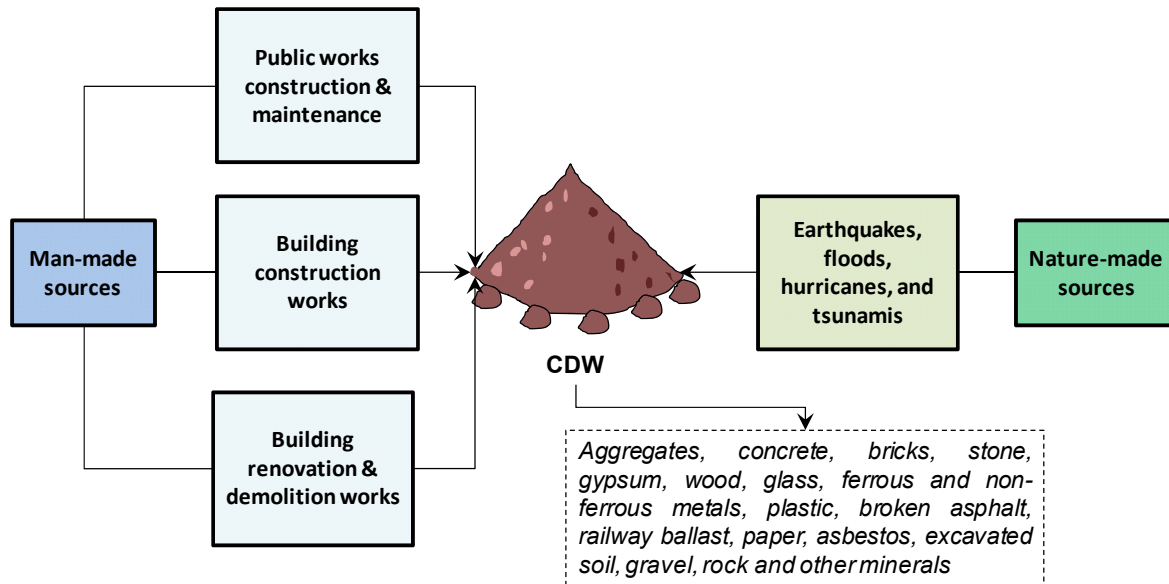 Public works
construction &
maintenance
Man-made
sources
Building
construction
works
Building
renovation &
demolition works
CDW
Earthquakes,
floods,
hurricanes, and
tsunamis
Nature-made
sources
Aggregates, concrete, bricks, stone,
gypsum, wood, glass, ferrous and non-
ferrous metals, plastic, broken asphalt,
railway ballast, paper, asbestos, excavated
soil, gravel, rock and other minerals